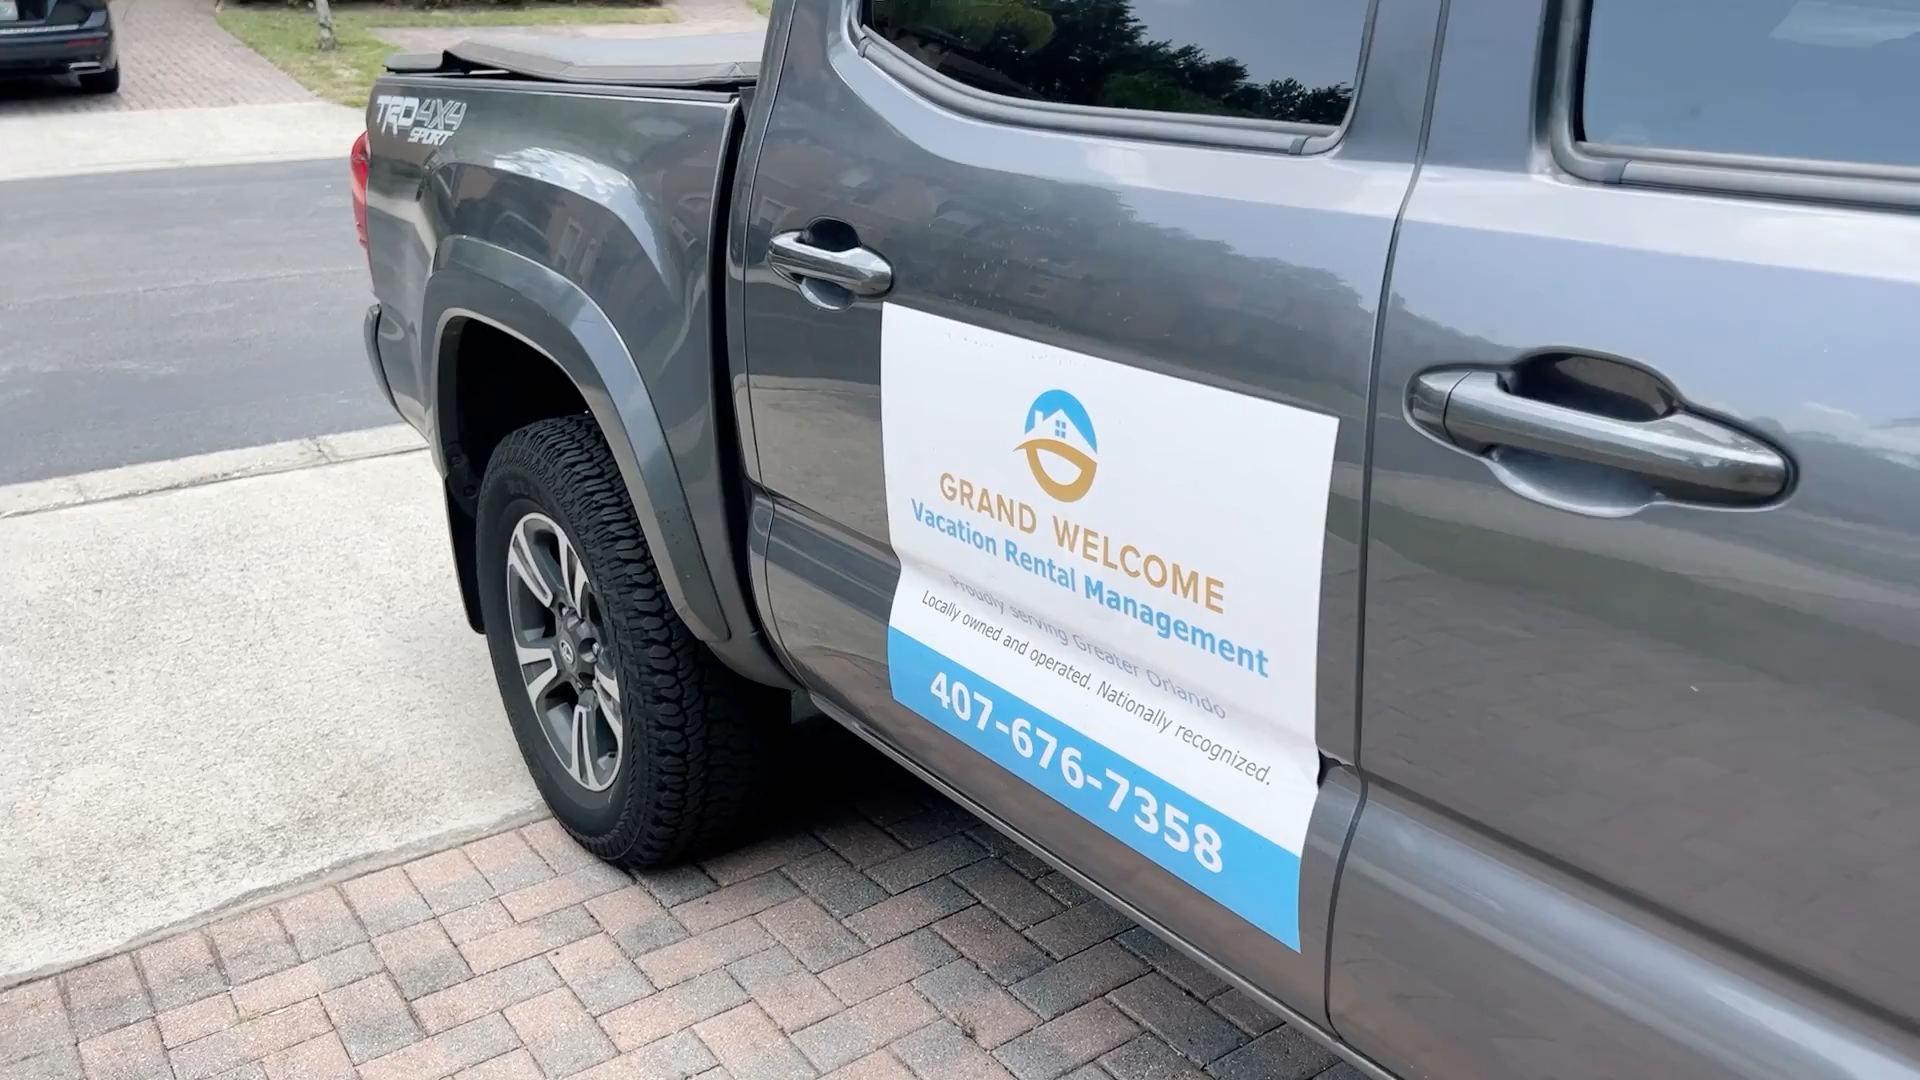 TRD 4X4
SPORT
GRAND WELCOME
Vacation Rental Management
Proudly serving Greater Orlando
Locally owned and operated. Nationally recognized.
407-676-7358